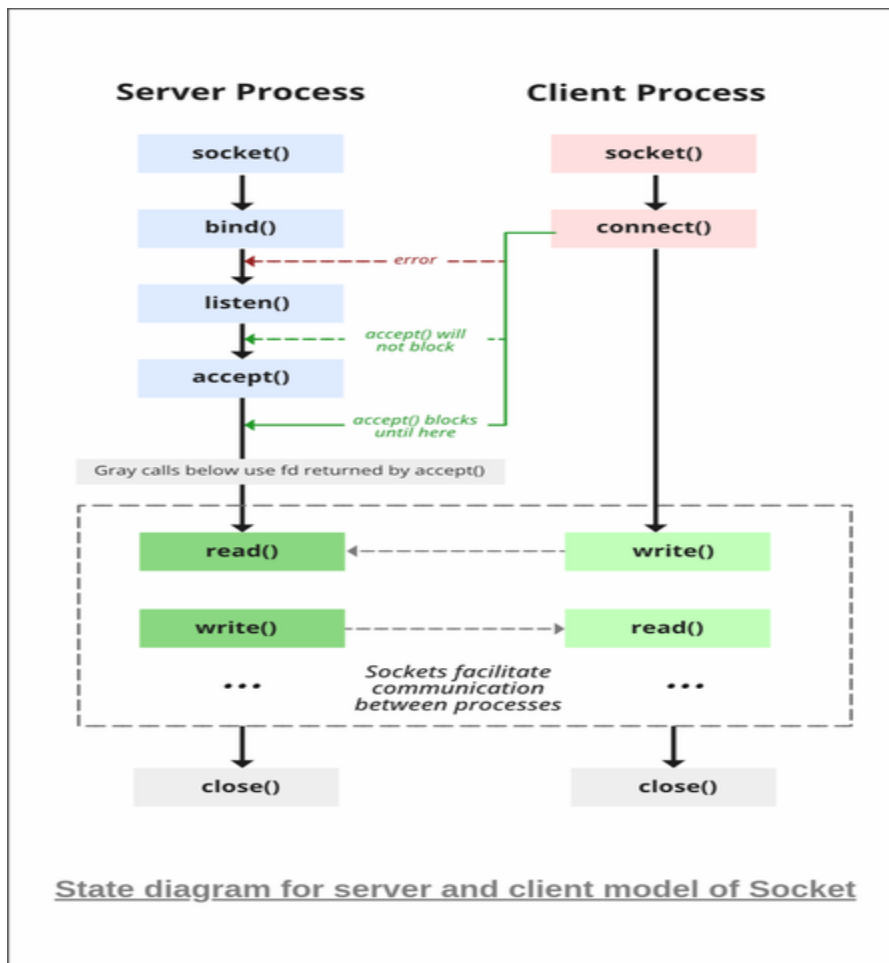 Server Process
Client Process
socket()
socket()
bind()
connect()
error
listen()
accept() will
not block
accept()
accept() blocks
until here
Gray calls below use fd returned by accept()
read()
write()
write()
read()
...
Sockets facilitate
communication
between processes
...
close()
close()
State diagram for server and client model of Socket